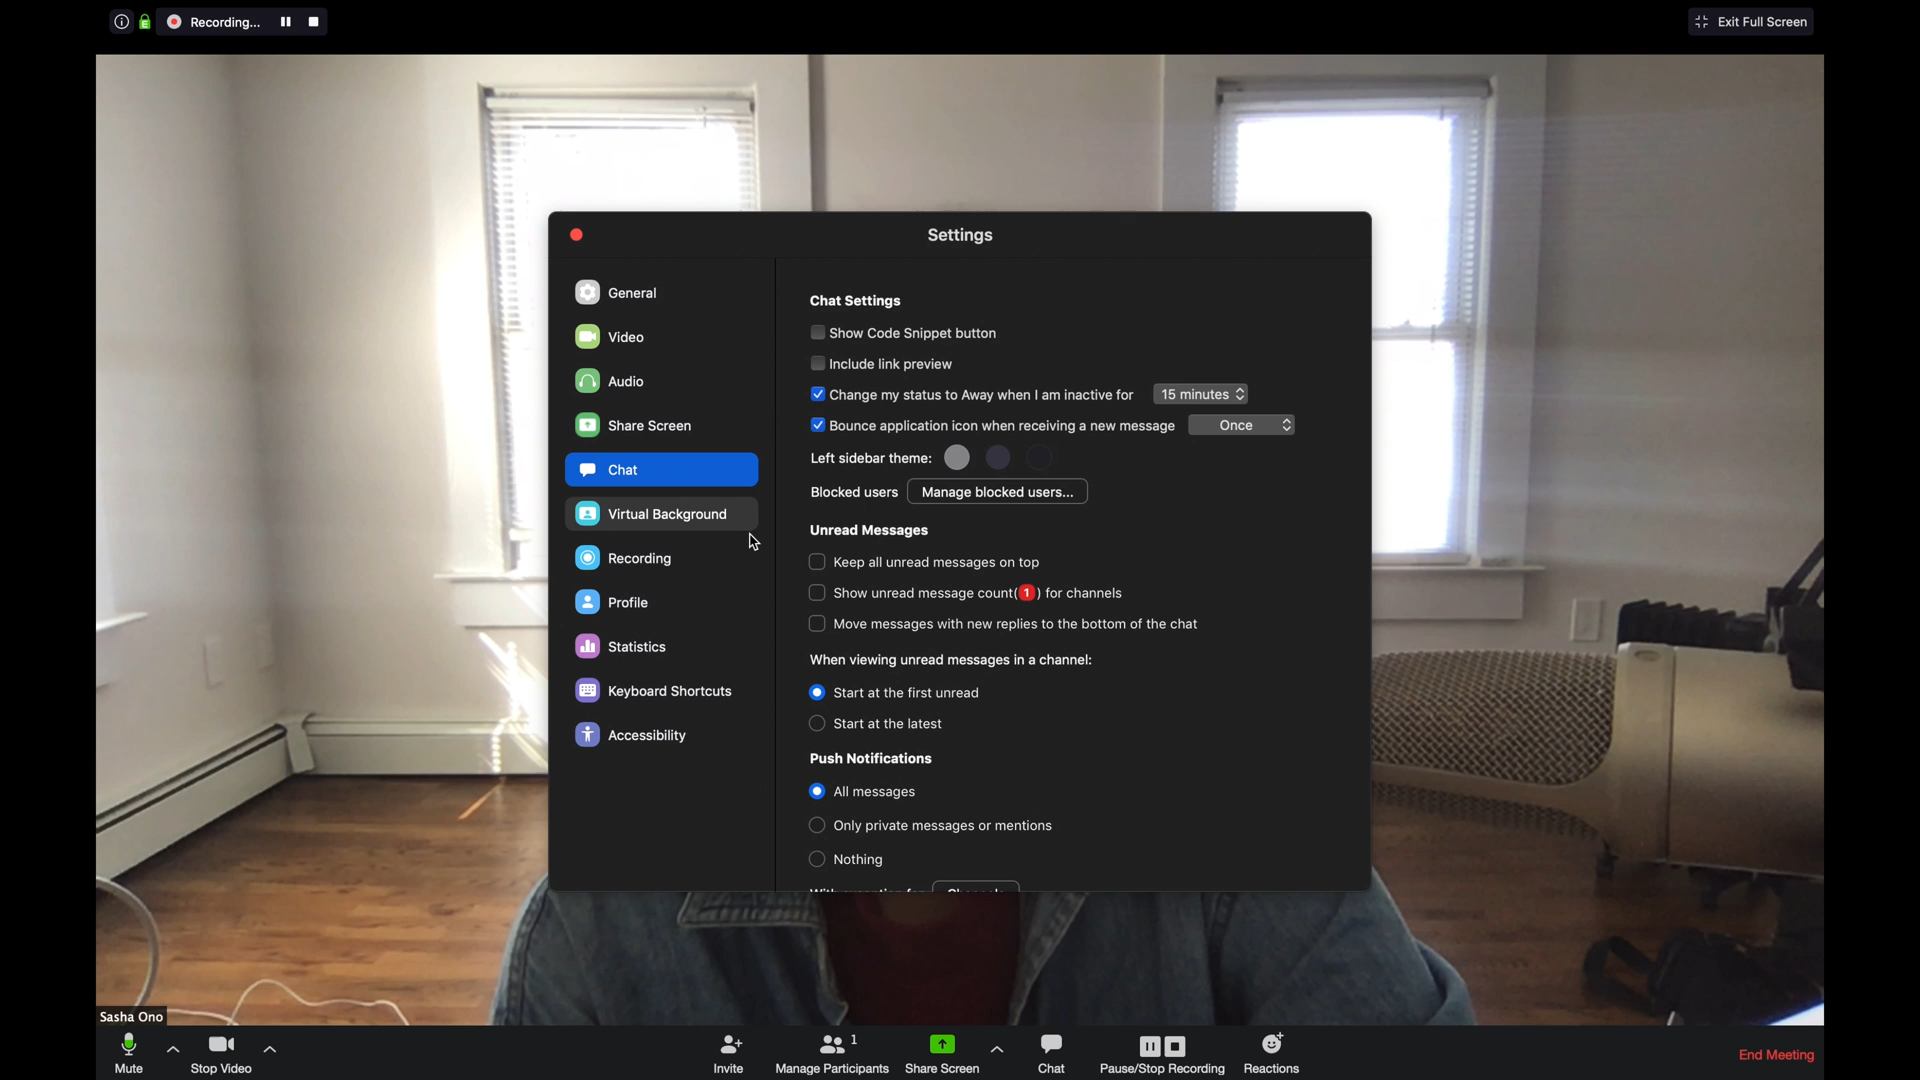 Recording...
Exit Full Screen
Settings
General
Video
Audio
Share Screen
Chat
Virtual Background
Recording
Profile
Statistics
Keyboard Shortcuts
Accessibility
Chat Settings
Show Code Snippet button
Include link preview
Change my status to Away when I am inactive for 15 minutes
Bounce application icon when receiving a new message Once
Left sidebar theme:
Blocked users Manage blocked users...
Unread Messages
Keep all unread messages on top
Show unread message count(1) for channels
Move messages with new replies to the bottom of the chat
When viewing unread messages in a channel:
Start at the first unread
Start at the latest
Push Notifications
All messages
Only private messages or mentions
Nothing
Sasha Ono
Mute
Stop Video
Invite
1
Manage Participants
Share Screen
Chat
Pause/Stop Recording
Reactions
End Meeting